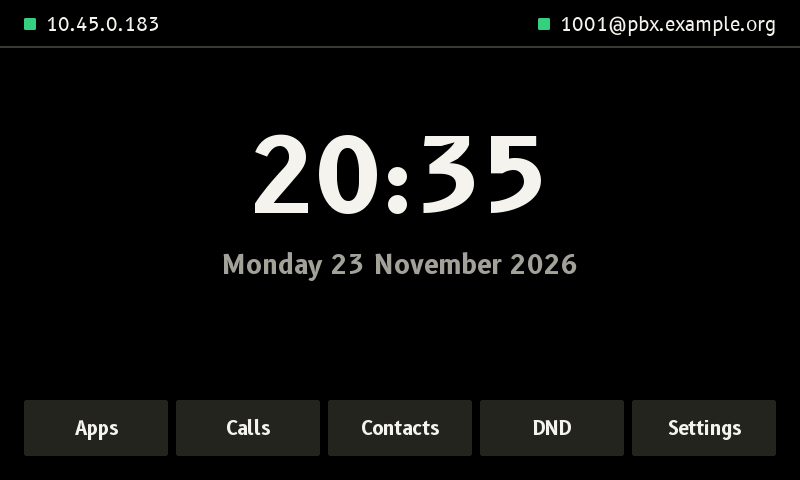 10.45.0.183
1001@pbx.example.org
20:35
Monday 23 November 2026
Apps
Calls
Contacts
DND
Settings